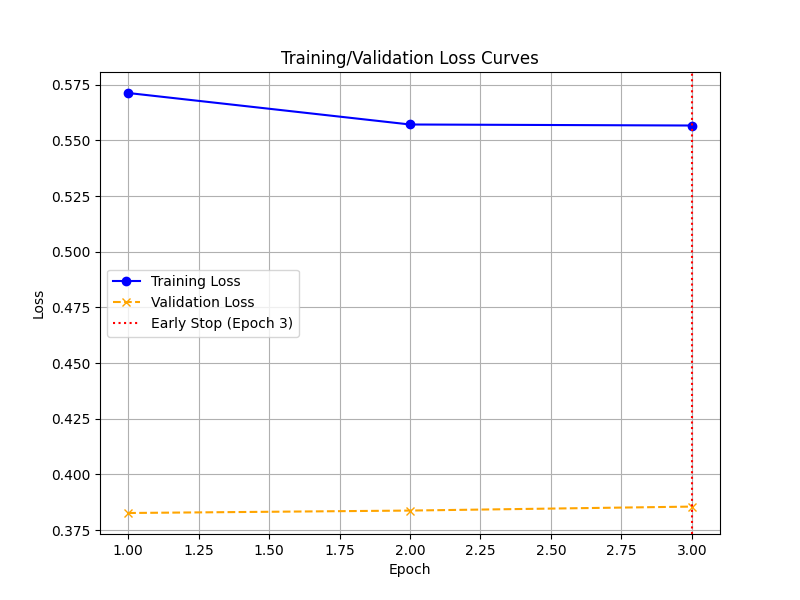 Training/Validation Loss Curves
0.575
0.550
0.525
0.500
0.475
0.450
0.425
0.400
0.375
Loss
Training Loss
Validation Loss
Early Stop (Epoch 3)
1.00 1.25 1.50 1.75 2.00 2.25 2.50 2.75 3.00
Epoch